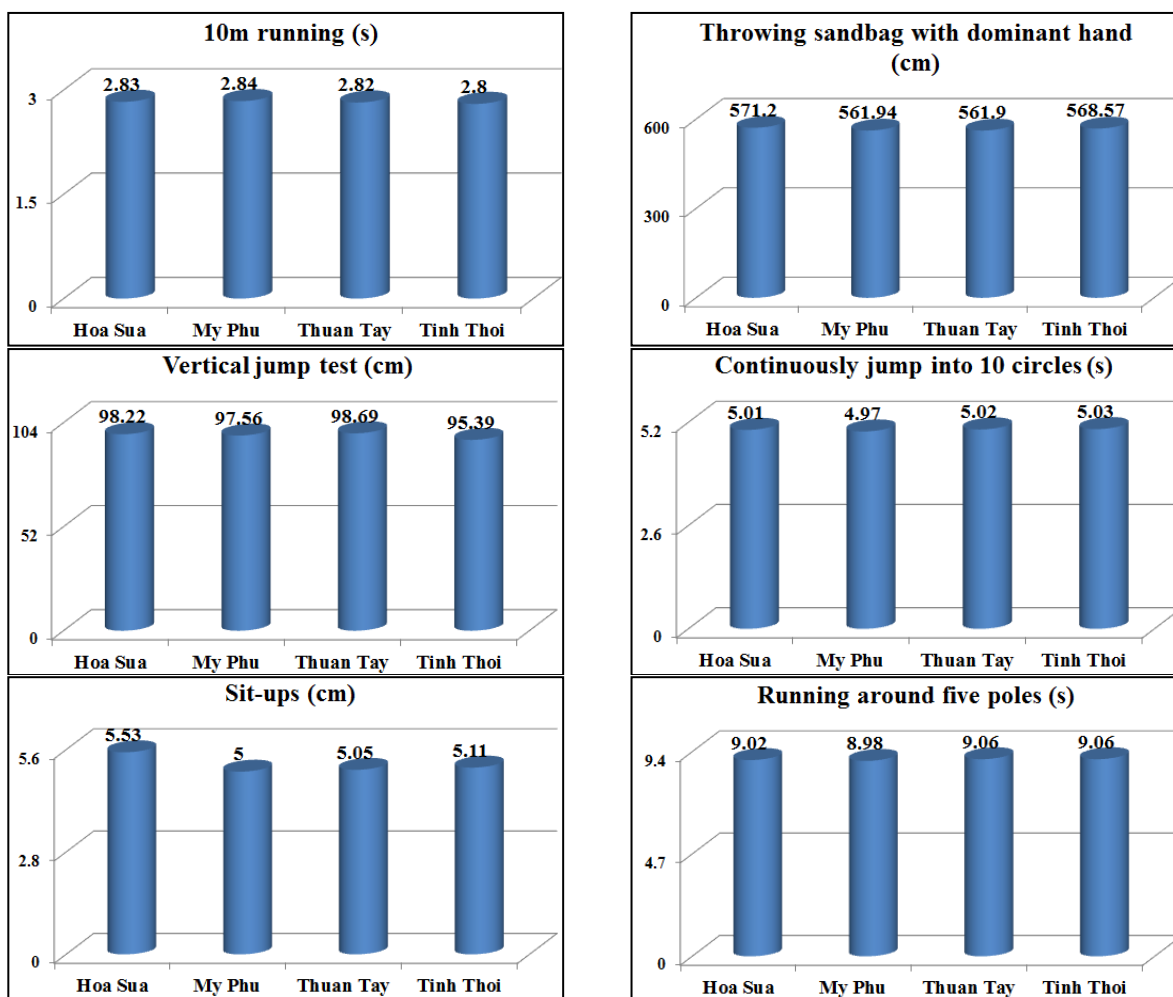 10m running (s)
2.83 2.84 2.82 2.8
3
1.5
0
Hoa Sua My Phu Thuan Tay Tinh Thoi
Throwing sandbag with dominant hand
(cm)
571.2 561.94 561.9 568.57
600
300
0
Hoa Sua My Phu Thuan Tay Tinh Thoi
Vertical jump test (cm)
98.22 97.56 98.69 95.39
104
52
0
Hoa Sua My Phu Thuan Tay Tinh Thoi
Continuously jump into 10 circles (s)
5.01 4.97 5.02 5.03
5.2
2.6
0
Hoa Sua My Phu Thuan Tay Tinh Thoi
Sit-ups (cm)
5.53 5 5.05 5.11
5.6
2.8
0
Hoa Sua My Phu Thuan Tay Tinh Thoi
Running around five poles (s)
9.02 8.98 9.06 9.06
9.4
4.7
0
Hoa Sua My Phu Thuan Tay Tinh Thoi